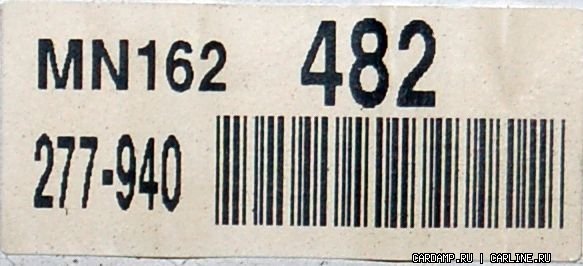 MN162 482
277-940
CARDAMP.RU | CARLINE.RU